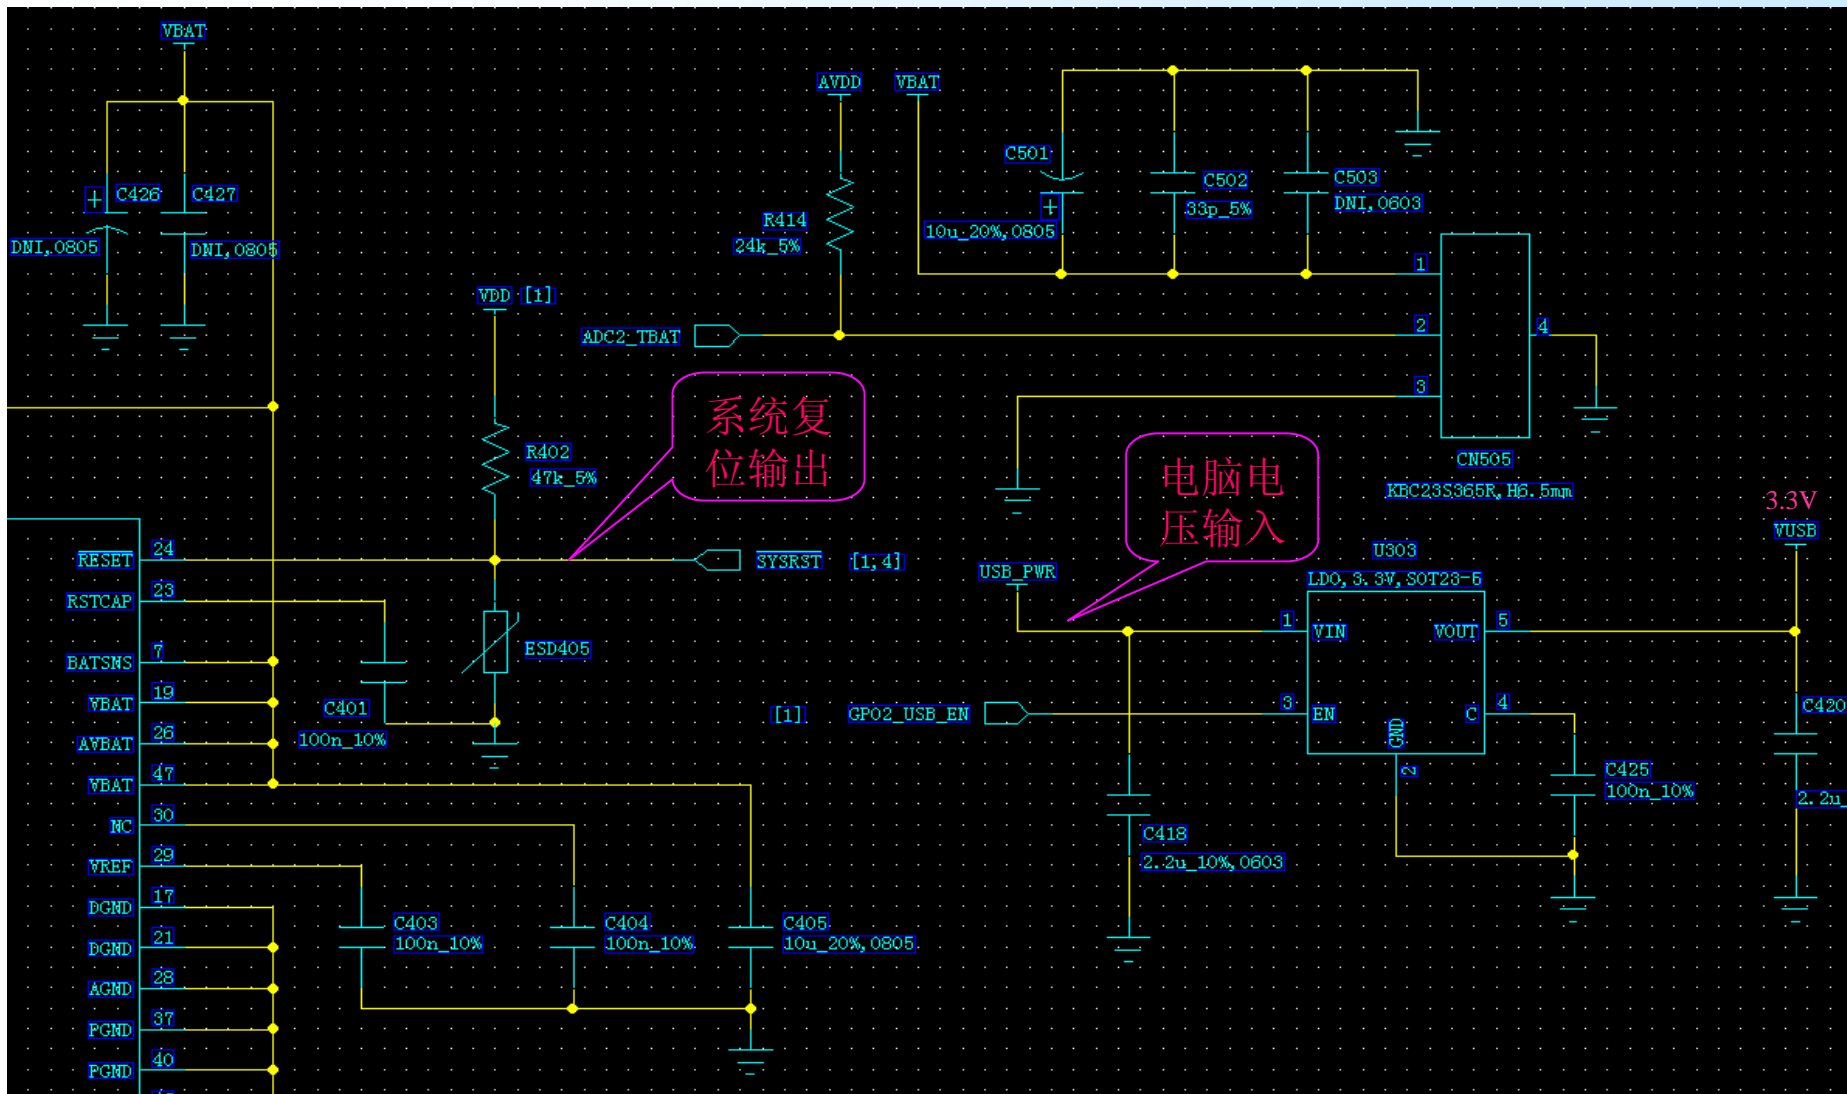 VBAT
C426
C427
DNI,0805
DNI,0805
AVDD
VBAT
C501
10u_20%,0805
C502
33p_5%
C503
DNI,0603
R414
24k_5%
VDD [1]
ADC2_TBAT
1
2
3
4
CN505
KBC23S365R,H6.5mm
R402
47k_5%
系统复
位输出
电脑电
压输入
3.3V
VUSB
U303
LDO,3.3V,SOT23-5
USB_PWR
1
VIN
VOUT
5
3
EN
C
4
GND
2
[1]
GPO2_USB_EN
C418
2.2u_10%,0603
C425
100n_10%
C420
2.2u_
RESET
24
SYSRST
[1;4]
RSTCAP
23
BATSNS
7
VBAT
19
AVBAT
26
VBAT
47
NC
30
VREF
29
DGND
17
DGND
21
AGND
28
PGND
37
PGND
40
ESD405
C401
100n_10%
C403
100n_10%
C404
100n_10%
C405
10u_20%,0805